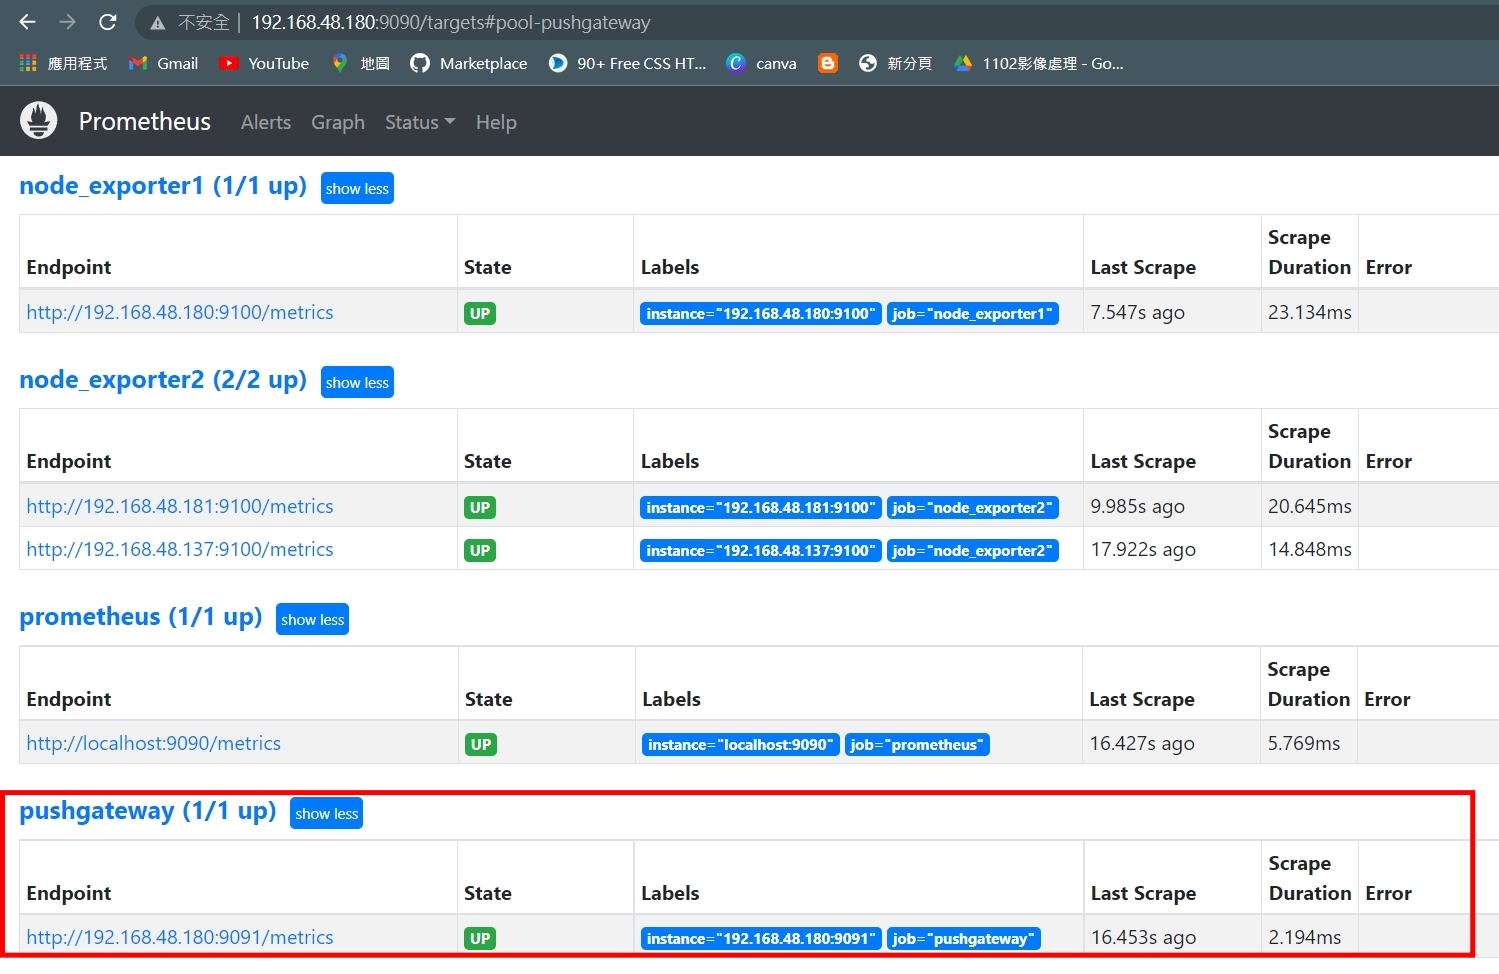 不安全 | 192.168.48.180:9090/targets#pool-pushgateway
應用程式 Gmail YouTube 地圖 Marketplace 90+ Free CSS HT... canva 新分頁 1102影像處理 - Go...
Prometheus Alerts Graph Status Help
node_exporter1 (1/1 up) show less
Endpoint State Labels Last Scrape Scrape Duration Error
http://192.168.48.180:9100/metrics UP instance="192.168.48.180:9100" job="node_exporter1" 7.547s ago 23.134ms
node_exporter2 (2/2 up) show less
Endpoint State Labels Last Scrape Scrape Duration Error
http://192.168.48.181:9100/metrics UP instance="192.168.48.181:9100" job="node_exporter2" 9.985s ago 20.645ms
http://192.168.48.137:9100/metrics UP instance="192.168.48.137:9100" job="node_exporter2" 17.922s ago 14.848ms
prometheus (1/1 up) show less
Endpoint State Labels Last Scrape Scrape Duration Error
http://localhost:9090/metrics UP instance="localhost:9090" job="prometheus" 16.427s ago 5.769ms
pushgateway (1/1 up) show less
Endpoint State Labels Last Scrape Scrape Duration Error
http://192.168.48.180:9091/metrics UP instance="192.168.48.180:9091" job="pushgateway" 16.453s ago 2.194ms